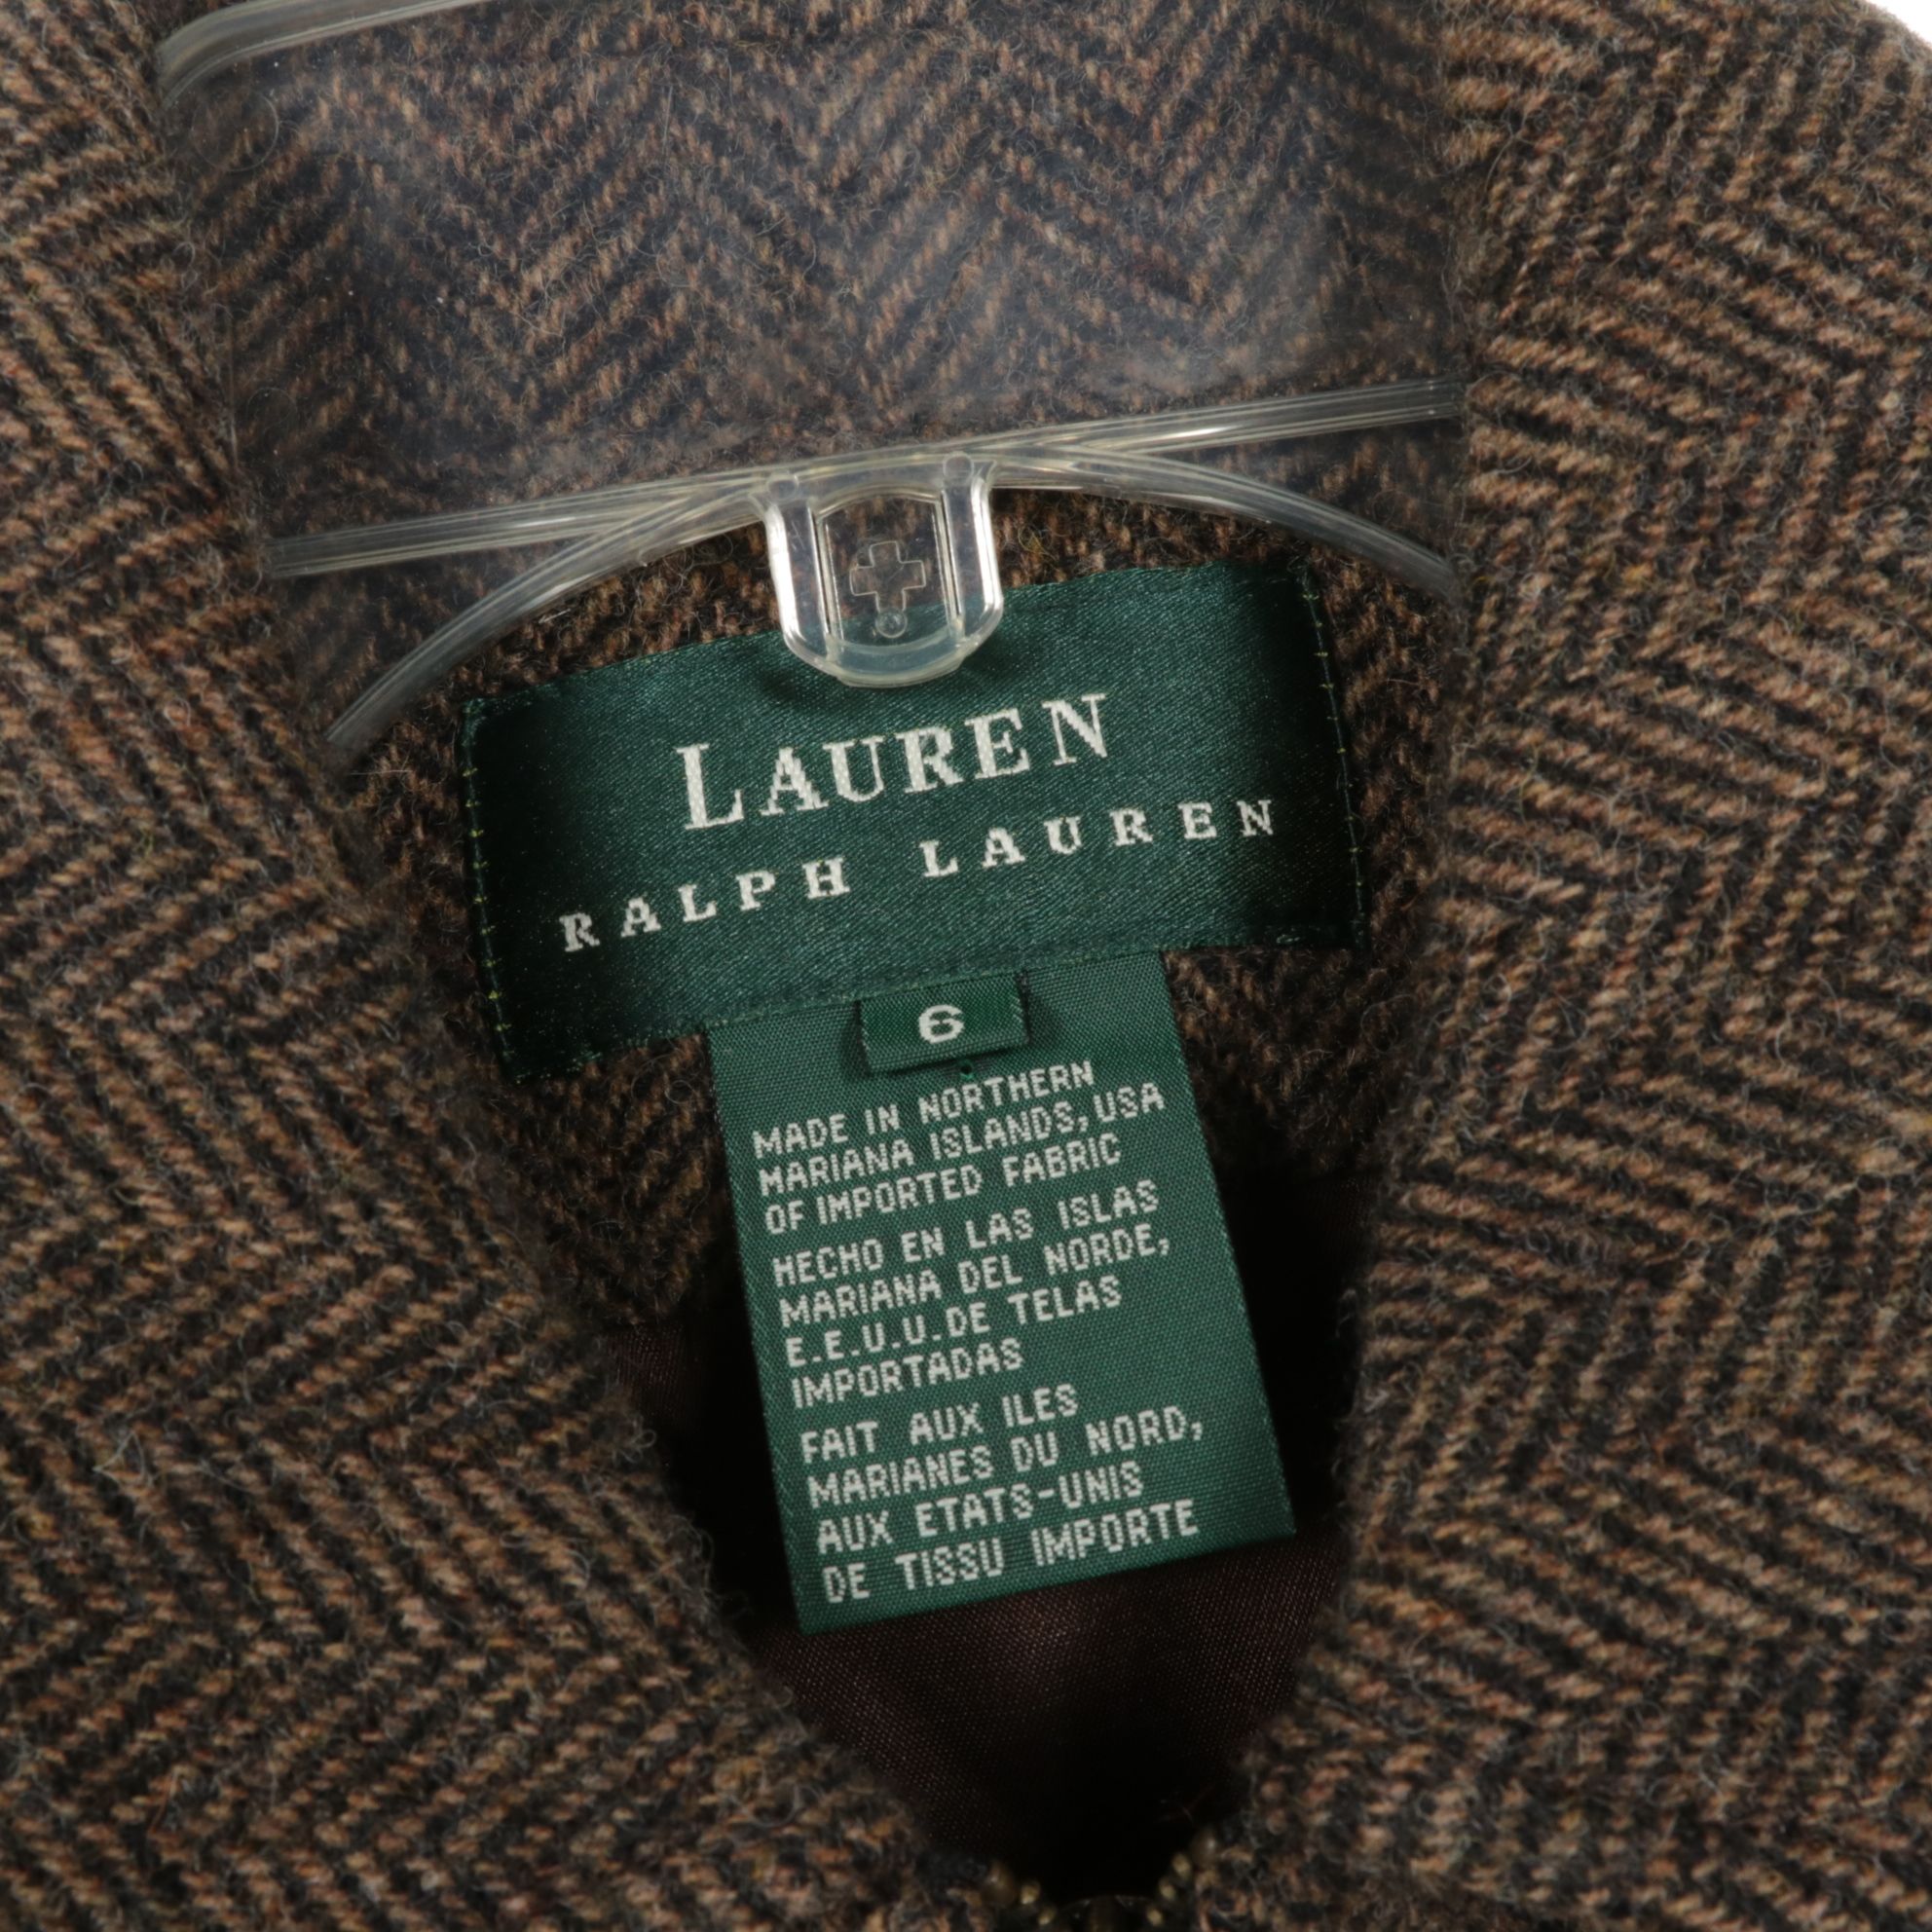 LAUREN
RALPH LAUREN
6
MADE IN NORTHERN
MARIANA ISLANDS, USA
OF IMPORTED FABRIC
HECHO EN LAS ISLAS
MARIANA DEL NORDE,
E.E.U.U. DE TELAS
IMPORTADAS
FAIT AUX ILES
MARIANES DU NORD,
AUX ETATS-UNIS
DE TISSU IMPORTE